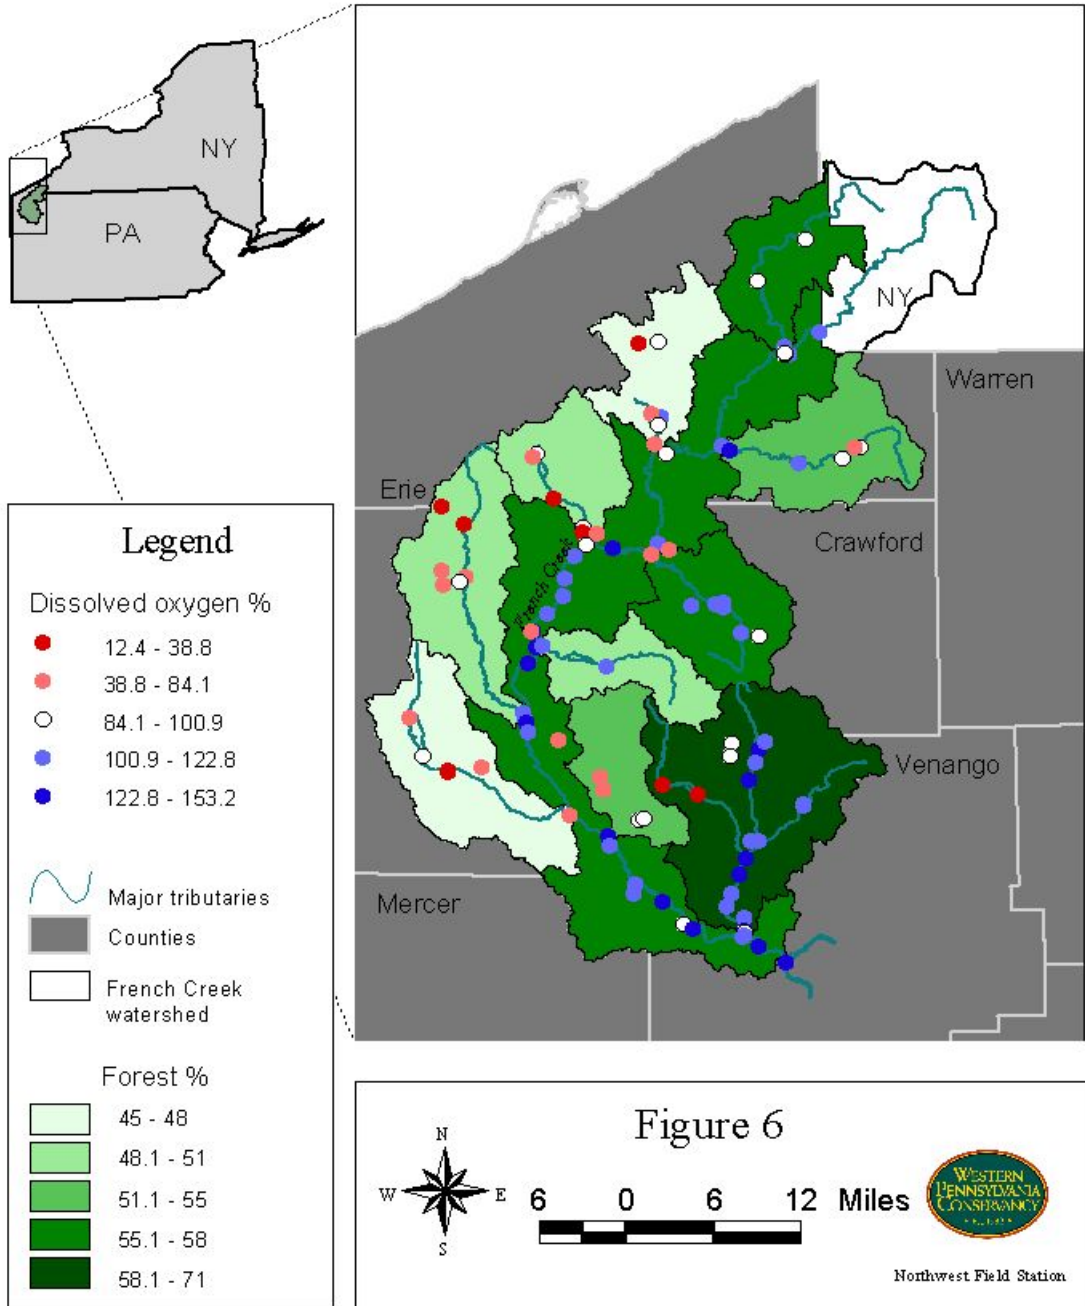 NY
PA
NY
Warren
Erie
Crawford
French Creek
Venango
Mercer
Legend
Dissolved oxygen %
12.4 - 38.8
38.8 - 84.1
84.1 - 100.9
100.9 - 122.8
122.8 - 153.2
Major tributaries
Counties
French Creek
watershed
Forest %
45 - 48
48.1 - 51
51.1 - 55
55.1 - 58
58.1 - 71
Figure 6
N
W E
S
6 0 6 12 Miles
WESTERN
PENNSYLVANIA
CONSERVANCY
Northwest Field Station